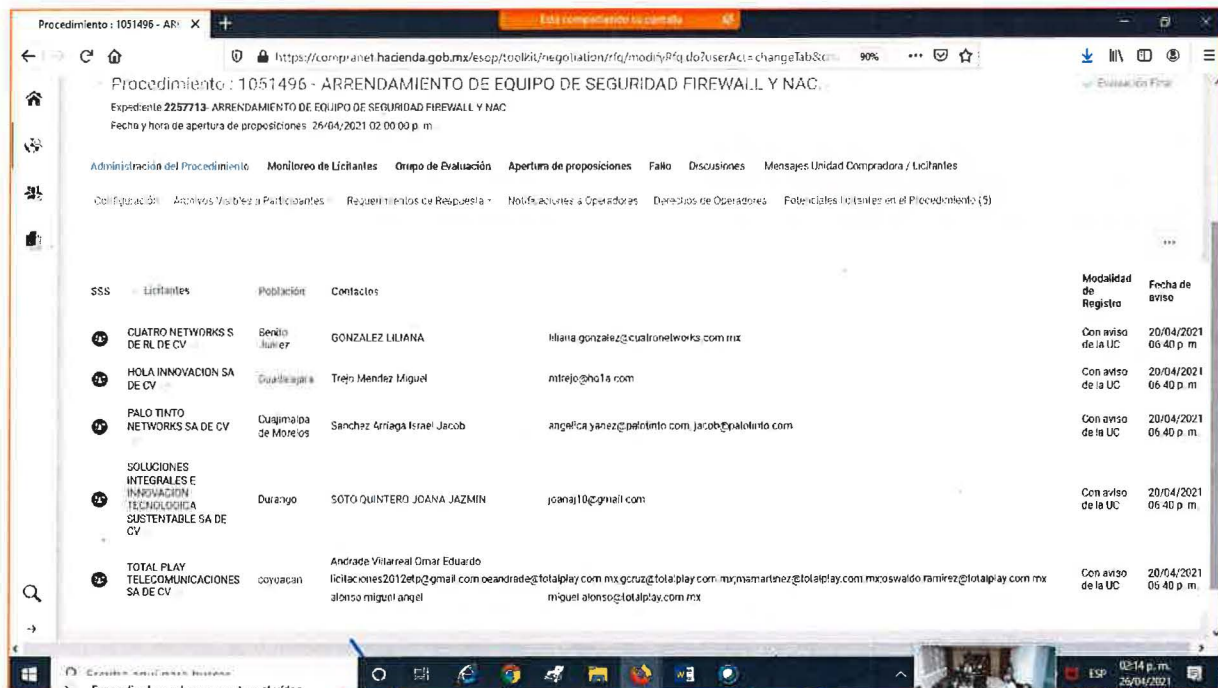 Procedimiento : 1051496 - AR
Está compartiendo su pantalla
https://compranet.hacienda.gob.mx/esop/toolkit/negotiation/rfq/modifyRfq.do?userAct=changeTab&
90%
Procedimiento : 1051496 - ARRENDAMIENTO DE EQUIPO DE SEGURIDAD FIREWALL Y NAC.
Evaluación Final
Expediente 2257713- ARRENDAMIENTO DE EQUIPO DE SEGURIDAD FIREWALL Y NAC
Fecha y hora de apertura de proposiciones 26/04/2021 02:00:00 p. m.
Administración del Procedimiento Monitoreo de Licitantes Grupo de Evaluación Apertura de proposiciones Fallo Discusiones Mensajes Unidad Compradora / Licitantes
Configuración Archivos Visibles a Participantes Requerimientos de Respuesta Notificaciones a Operadores Derechos de Operadores Potenciales licitantes en el Procedimiento (5)
SSS Licitantes Población Contactos Modalidad de Registro Fecha de aviso
CUATRO NETWORKS S DE RL DE CV Benito Juarez GONZALEZ LILIANA liliana.gonzalez@cuatronetworks.com.mx Con aviso de la UC 20/04/2021 06:40 p. m.
HOLA INNOVACION SA DE CV Guadalajara Trejo Mendez Miguel mtrejo@ho1a.com Con aviso de la UC 20/04/2021 06:40 p. m.
PALO TINTO NETWORKS SA DE CV Cuajimalpa de Morelos Sanchez Arriaga Israel Jacob angelica.yanez@palotinto.com, jacob@palotinto.com Con aviso de la UC 20/04/2021 06:40 p. m.
SOLUCIONES INTEGRALES E INNOVACION TECNOLOGICA SUSTENTABLE SA DE CV Durango SOTO QUINTERO JOANA JAZMIN joanaj10@gmail.com Con aviso de la UC 20/04/2021 06:40 p. m.
TOTAL PLAY TELECOMUNICACIONES SA DE CV coyoacan Andrade Villarreal Omar Eduardo
licitaciones2012etp@gmail.com oeandrade@totalplay.com.mx gcruz@totalplay.com.mx;mamartinez@totalplay.com.mx;oswaldo.ramirez@totalplay.com.mx
alonso miguel angel miguel.alonso@totalplay.com.mx Con aviso de la UC 20/04/2021 06:40 p. m.
ESP 02:14 p. m.
26/04/2021